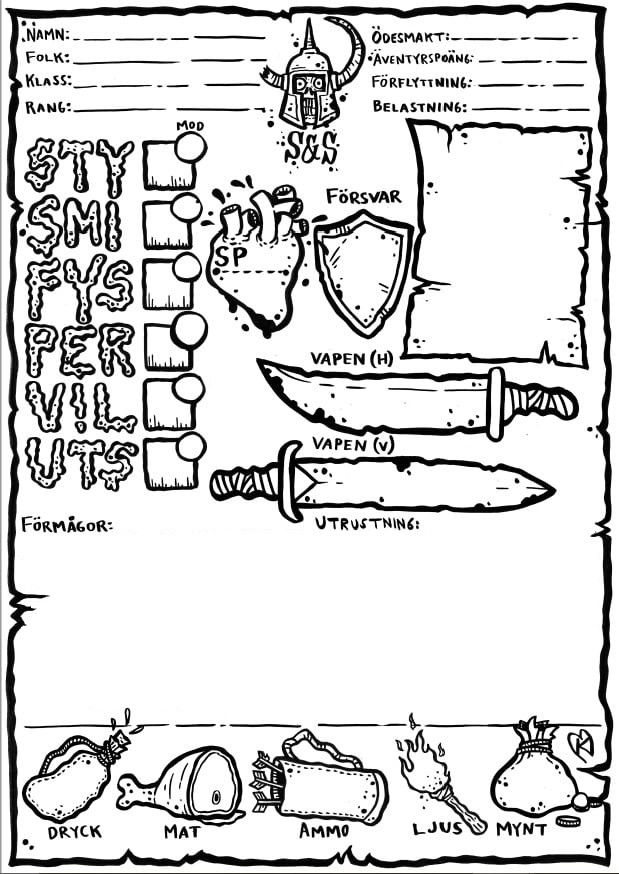 NAMN:
FOLK:
KLASS:
RANG:
ÖDESMAKT:
ÄVENTYRSPOÄNG:
FÖRFLYTTNING:
BELASTNING:
S&S
MOD
STY
SMI
FYS
PER
VIL
UTS
SP
FÖRSVAR
VAPEN (H)
VAPEN (V)
FÖRMÅGOR:
UTRUSTNING:
DRYCK
MAT
AMMO
LJUS
MYNT